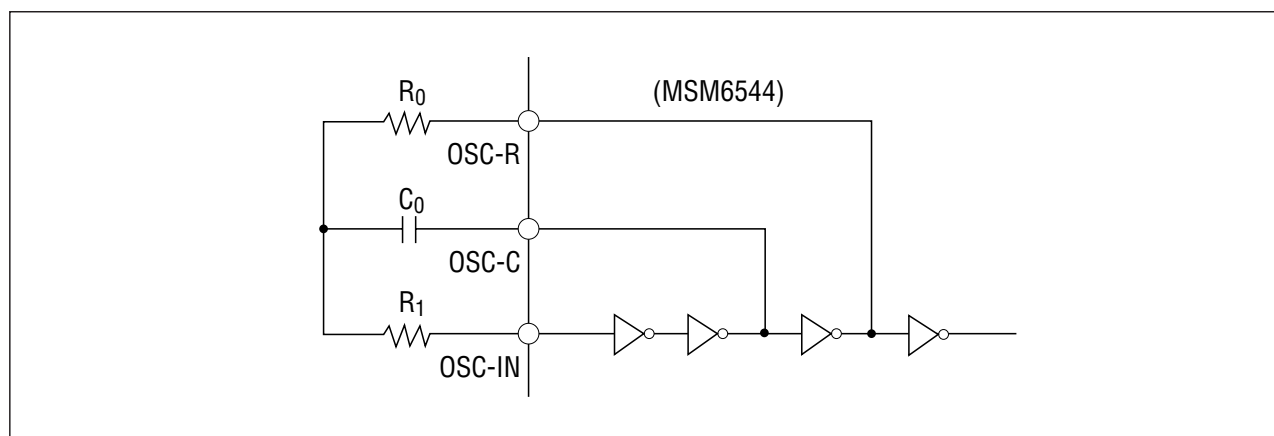 R0
(MSM6544)
OSC-R
C0
OSC-C
R1
OSC-IN